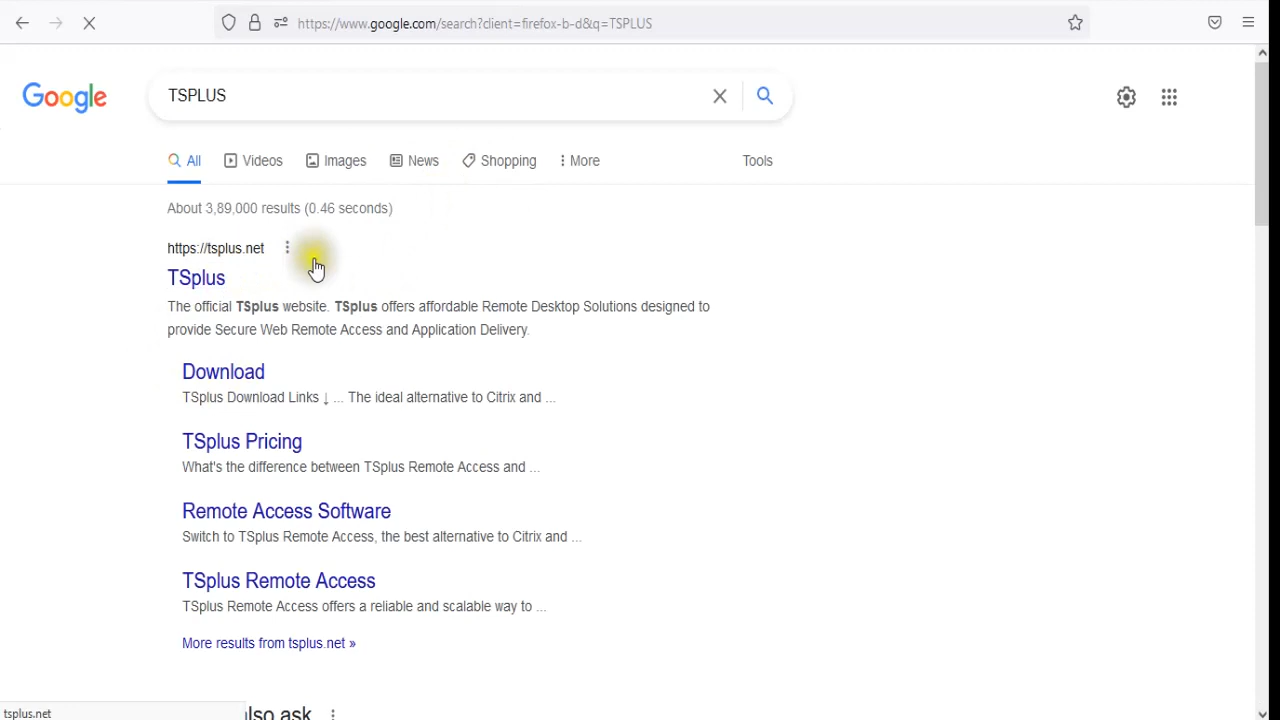 https://www.google.com/search?client=firefox-b-d&q=TSPLUS
Google
TSPLUS
All
Videos
Images
News
Shopping
More
Tools
About 3,89,000 results (0.46 seconds)
https://tsplus.net
TSplus
The official TSplus website. TSplus offers affordable Remote Desktop Solutions designed to
provide Secure Web Remote Access and Application Delivery.
Download
TSplus Download Links ↓ ... The ideal alternative to Citrix and ...
TSplus Pricing
What's the difference between TSplus Remote Access and ...
Remote Access Software
Switch to TSplus Remote Access, the best alternative to Citrix and ...
TSplus Remote Access
TSplus Remote Access offers a reliable and scalable way to ...
More results from tsplus.net »
tsplus.net
also ask